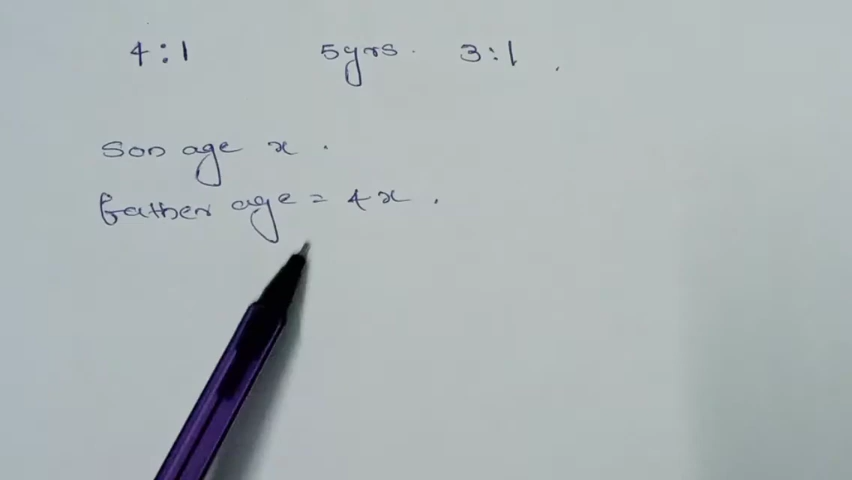 4:1 5yrs. 3:1
Son age x.
father age = 4x.